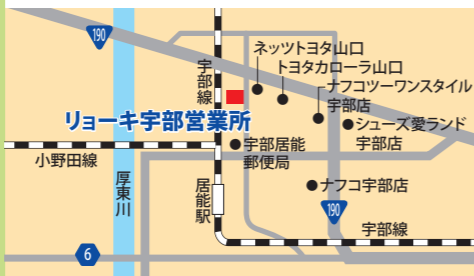 190
ネッツトヨタ山口
トヨタカローラ山口
宇部線
ナフコツーワンスタイル
宇部店
リョーキ宇部営業所
シューズ愛ランド
宇部店
宇部居能
郵便局
小野田線
厚東川
居能駅
ナフコ宇部店
190
宇部線
6